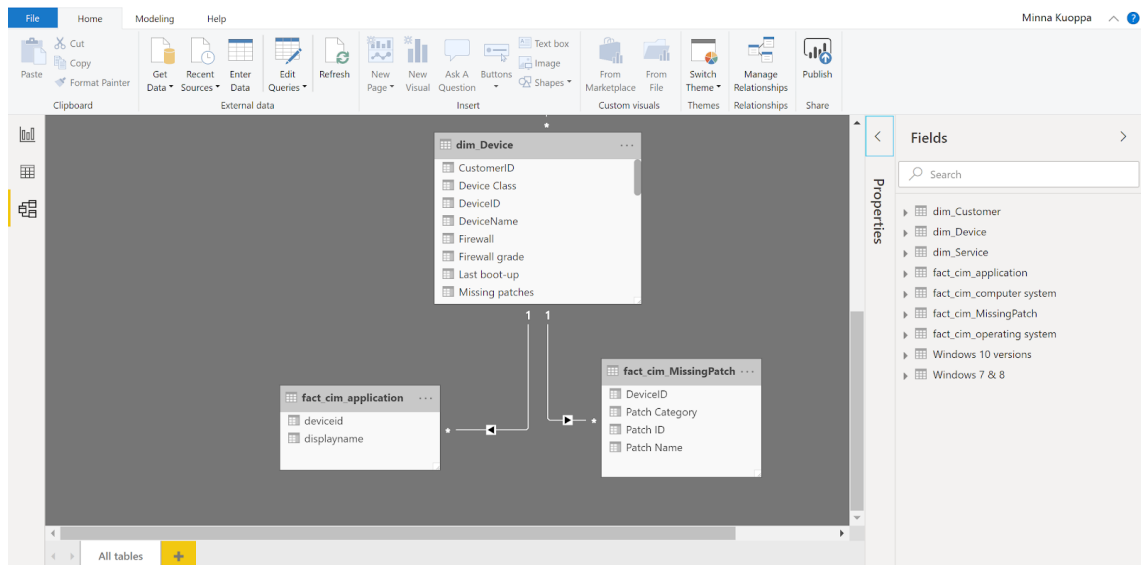 File Home Modeling Help Minna Kuoppa ?
Paste
Cut
Copy
Format Painter
Clipboard
Get Data
Recent Sources
Enter Data
Edit Queries
Refresh
External data
New Page
New Visual
Ask A Question
Buttons
Text box
Image
Shapes
Insert
From Marketplace
From File
Custom visuals
Switch Theme
Themes
Manage Relationships
Relationships
Publish
Share
*
dim_Device ...
CustomerID
Device Class
DeviceID
DeviceName
Firewall
Firewall grade
Last boot-up
Missing patches
1 1
fact_cim_application ...
deviceid
displayname
*
fact_cim_MissingPatch ...
DeviceID
Patch Category
Patch ID
Patch Name
*
All tables +
Properties
Fields
Search
dim_Customer
dim_Device
dim_Service
fact_cim_application
fact_cim_computer system
fact_cim_MissingPatch
fact_cim_operating system
Windows 10 versions
Windows 7 & 8